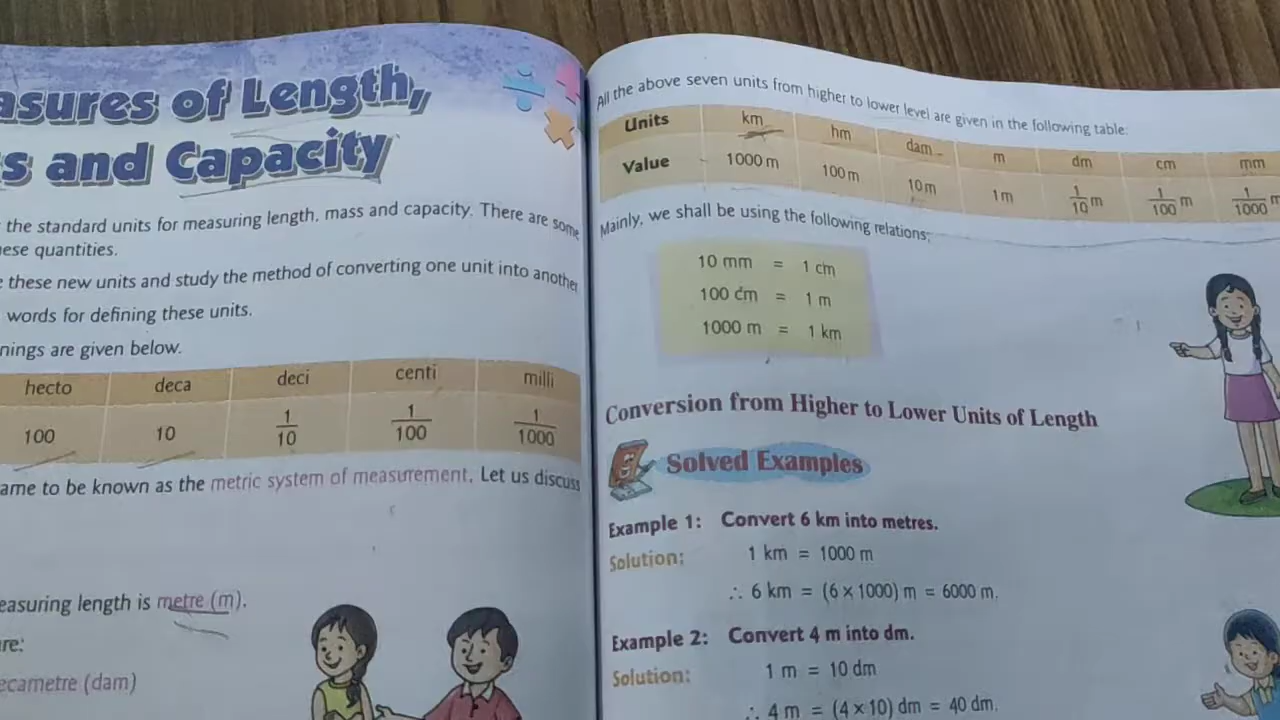 asures of Length,
s and Capacity
the standard units for measuring length, mass and capacity. There are some
ese quantities.
these new units and study the method of converting one unit into another
words for defining these units.
nings are given below.
hecto deca deci centi milli
100 10 1/10 1/100 1/1000
ame to be known as the metric system of measurement. Let us discuss
easuring length is metre (m).
re:
ecametre (dam)
All the above seven units from higher to lower level are given in the following table:
Units km hm dam m dm cm mm
Value 1000 m 100 m 10 m 1 m 1/10 m 1/100 m 1/1000 m
Mainly, we shall be using the following relations;
10 mm = 1 cm
100 cm = 1 m
1000 m = 1 km
Conversion from Higher to Lower Units of Length
Solved Examples
Example 1: Convert 6 km into metres.
Solution: 1 km = 1000 m
∴ 6 km = (6 × 1000) m = 6000 m.
Example 2: Convert 4 m into dm.
Solution: 1 m = 10 dm
∴ 4 m = (4 × 10) dm = 40 dm.